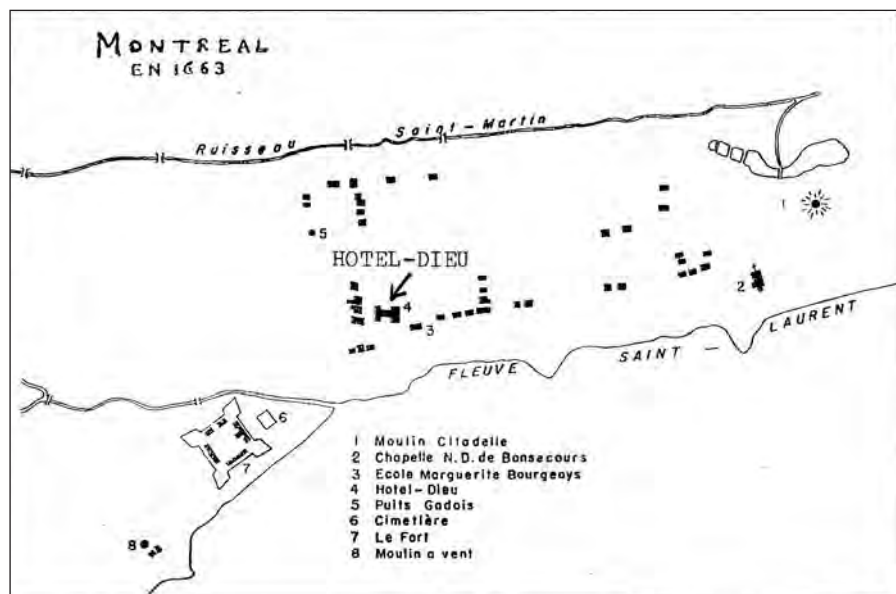 MONTREAL
EN 1663
Ruisseau Saint-Martin
1
5
HOTEL-DIEU
4
2
3
FLEUVE SAINT-LAURENT
6
7
8
1 Moulin Citadelle
2 Chapelle N.D. de Bonsecours
3 Ecole Marguerite Bourgeoys
4 Hotel-Dieu
5 Puits Gadois
6 Cimetière
7 Le Fort
8 Moulin a vent